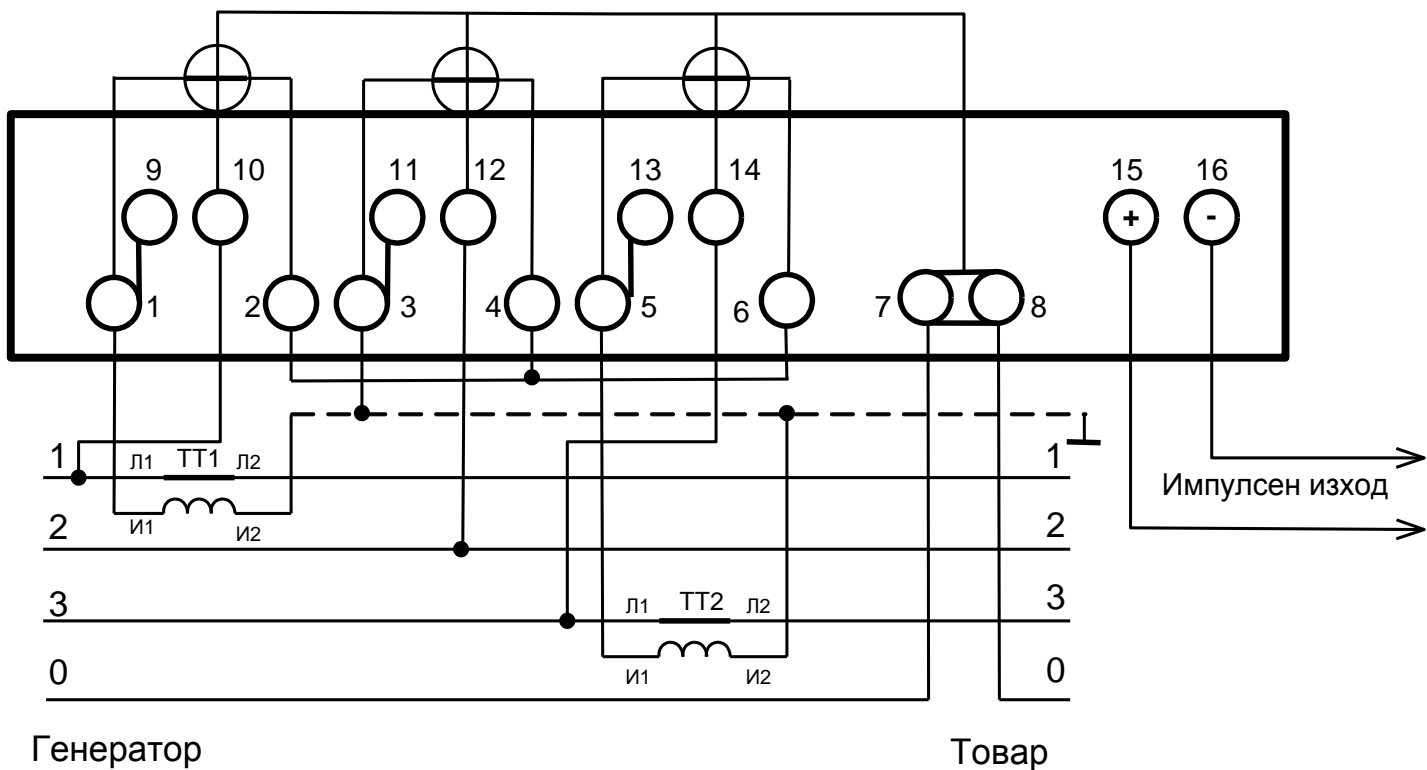 9 10 11 12 13 14 15 16
+ -
1 2 3 4 5 6 7 8
1 Л1 ТТ1 Л2 1
И1 И2
Импулсен изход
2 2
3 Л1 ТТ2 Л2 3
И1 И2
0 0
Генератор Товар